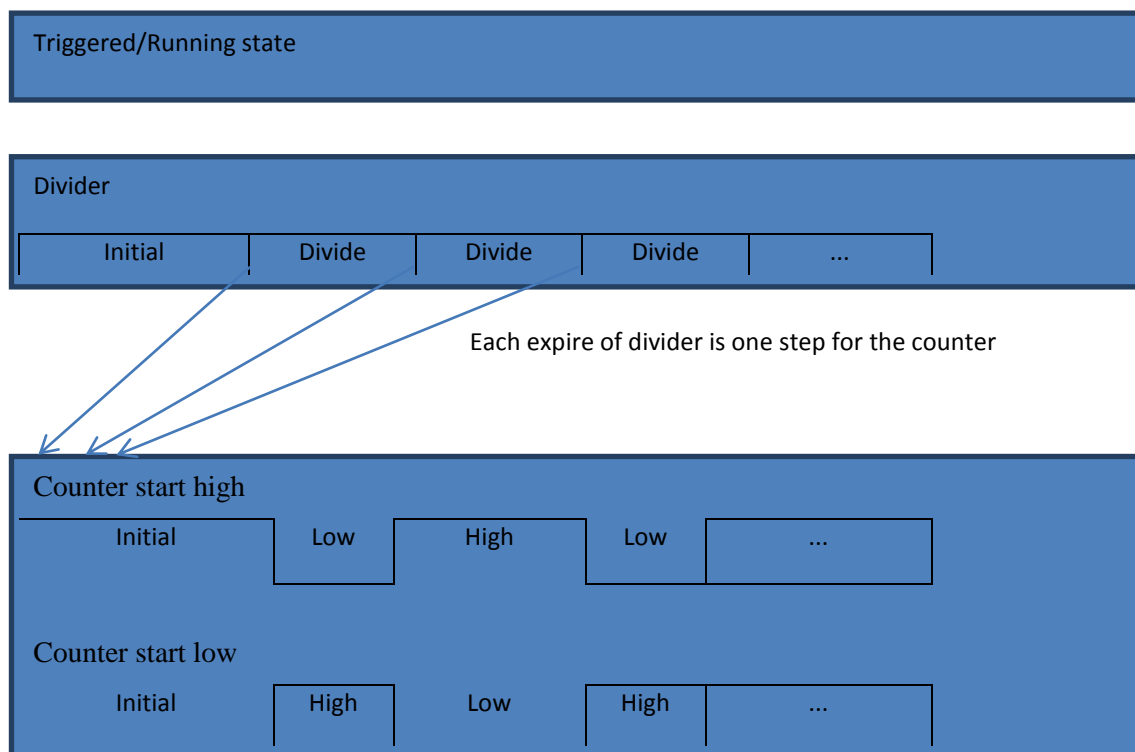 Triggered/Running state
Divider
Initial Divide Divide Divide ...
Each expire of divider is one step for the counter
Counter start high
Initial Low High Low ...
Counter start low
Initial High Low High ...